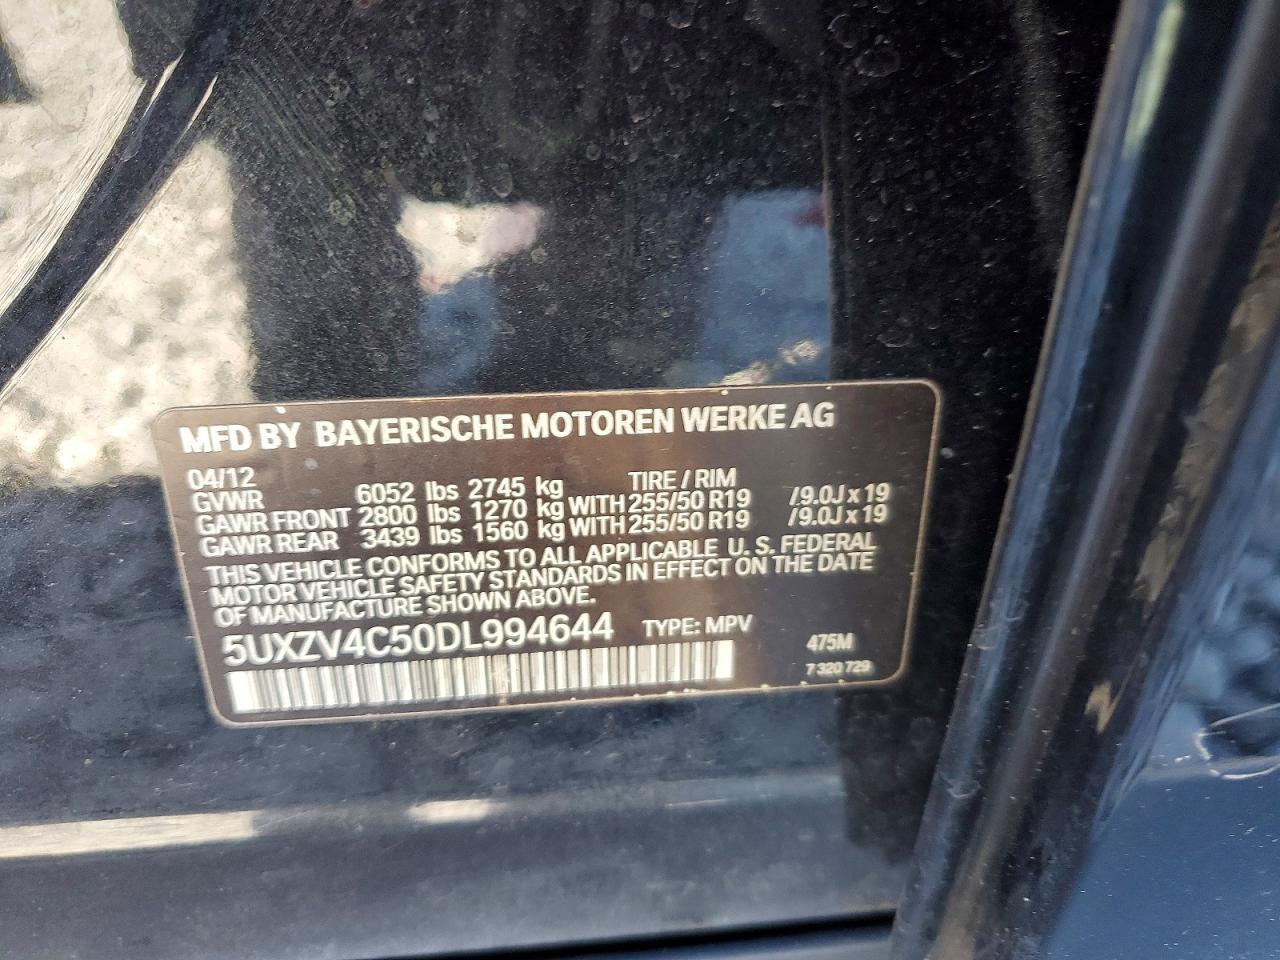 MFD BY BAYERISCHE MOTOREN WERKE AG
04/12 TIRE / RIM
GVWR 6052 lbs 2745 kg
GAWR FRONT 2800 lbs 1270 kg WITH 255/50 R19 /9.0J x 19
GAWR REAR 3439 lbs 1560 kg WITH 255/50 R19 /9.0J x 19
THIS VEHICLE CONFORMS TO ALL APPLICABLE U. S. FEDERAL
MOTOR VEHICLE SAFETY STANDARDS IN EFFECT ON THE DATE
OF MANUFACTURE SHOWN ABOVE.
5UXZV4C50DL994644 TYPE: MPV 475M
7 320 729